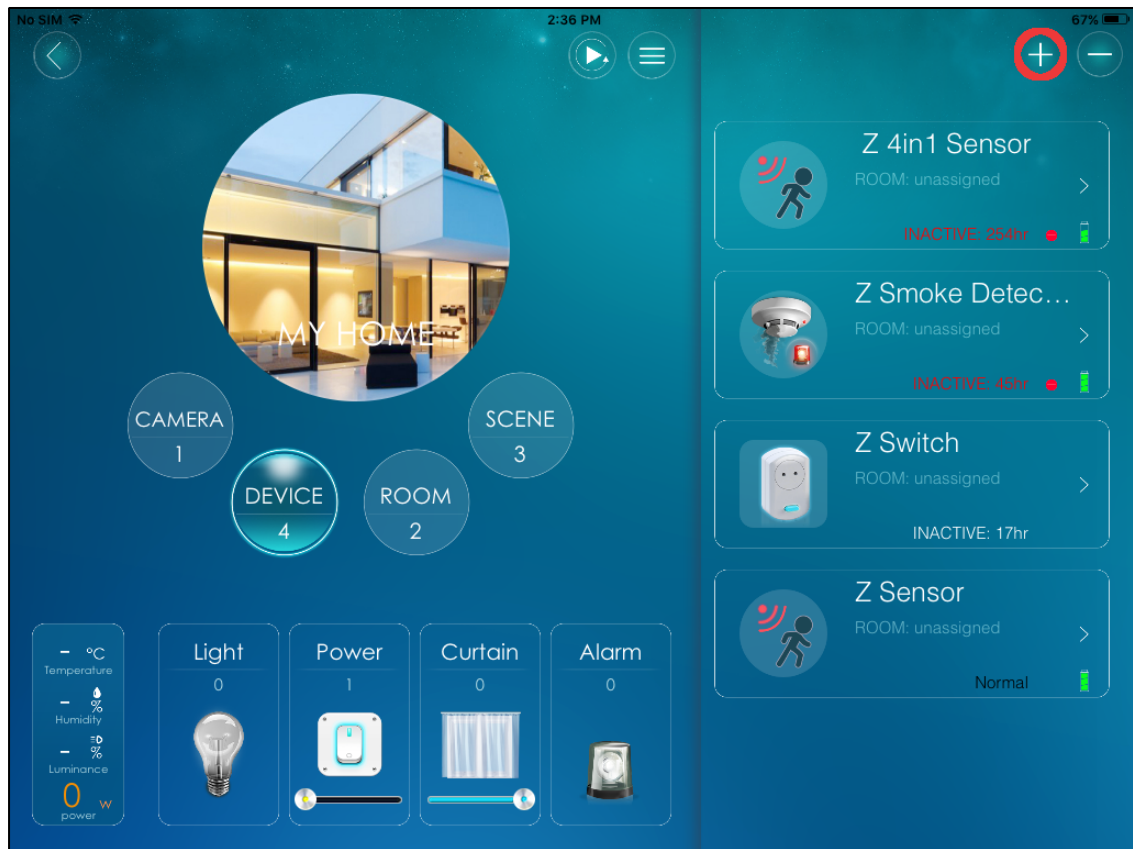 No SIM
2:36 PM
67%
MY HOME
CAMERA
1
DEVICE
4
ROOM
2
SCENE
3
- °C
Temperature
- %
Humidity
- %
Luminance
0 w
power
Light
0
Power
1
Curtain
0
Alarm
0
Z 4in1 Sensor
ROOM: unassigned
INACTIVE: 254hr
Z Smoke Detec...
ROOM: unassigned
INACTIVE: 45hr
Z Switch
ROOM: unassigned
INACTIVE: 17hr
Z Sensor
ROOM: unassigned
Normal